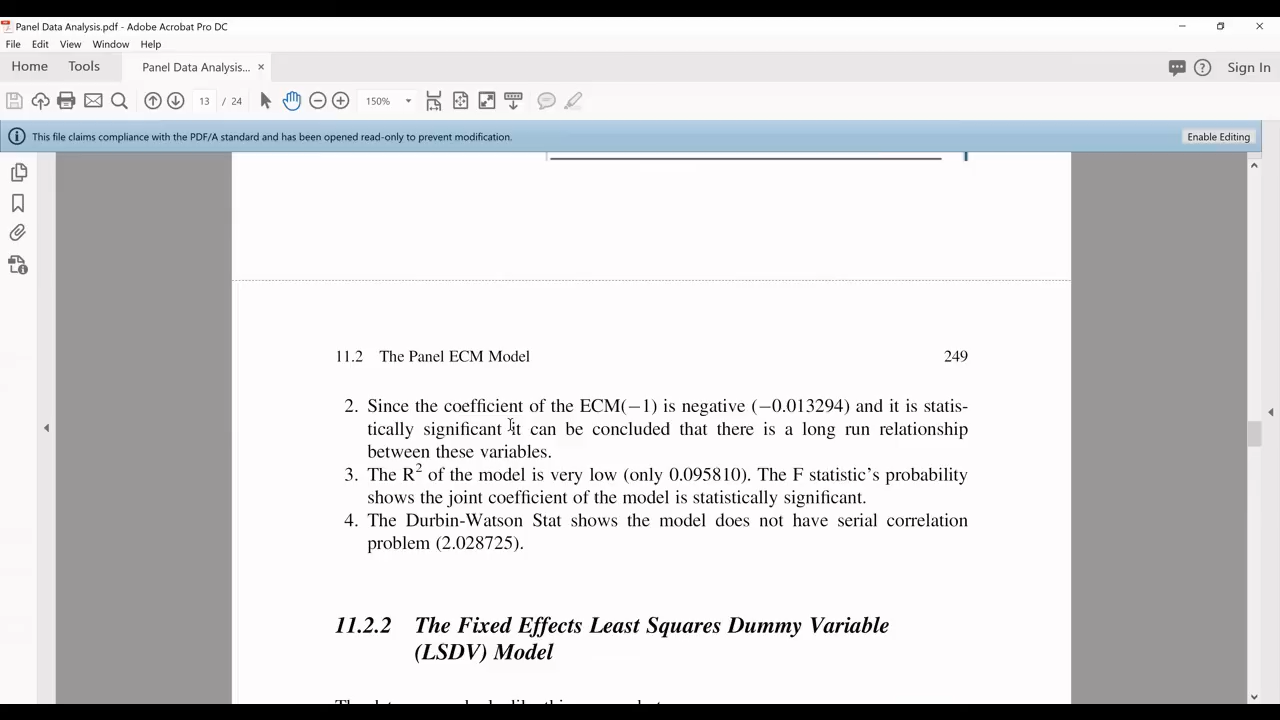 Panel Data Analysis.pdf - Adobe Acrobat Pro DC
File Edit View Window Help
Home Tools Panel Data Analysis... × Sign In
13 / 24 150%
This file claims compliance with the PDF/A standard and has been opened read-only to prevent modification. Enable Editing
11.2 The Panel ECM Model 249
2. Since the coefficient of the ECM(−1) is negative (−0.013294) and it is statis-
tically significant it can be concluded that there is a long run relationship
between these variables.
3. The R² of the model is very low (only 0.095810). The F statistic's probability
shows the joint coefficient of the model is statistically significant.
4. The Durbin-Watson Stat shows the model does not have serial correlation
problem (2.028725).
11.2.2 The Fixed Effects Least Squares Dummy Variable
(LSDV) Model